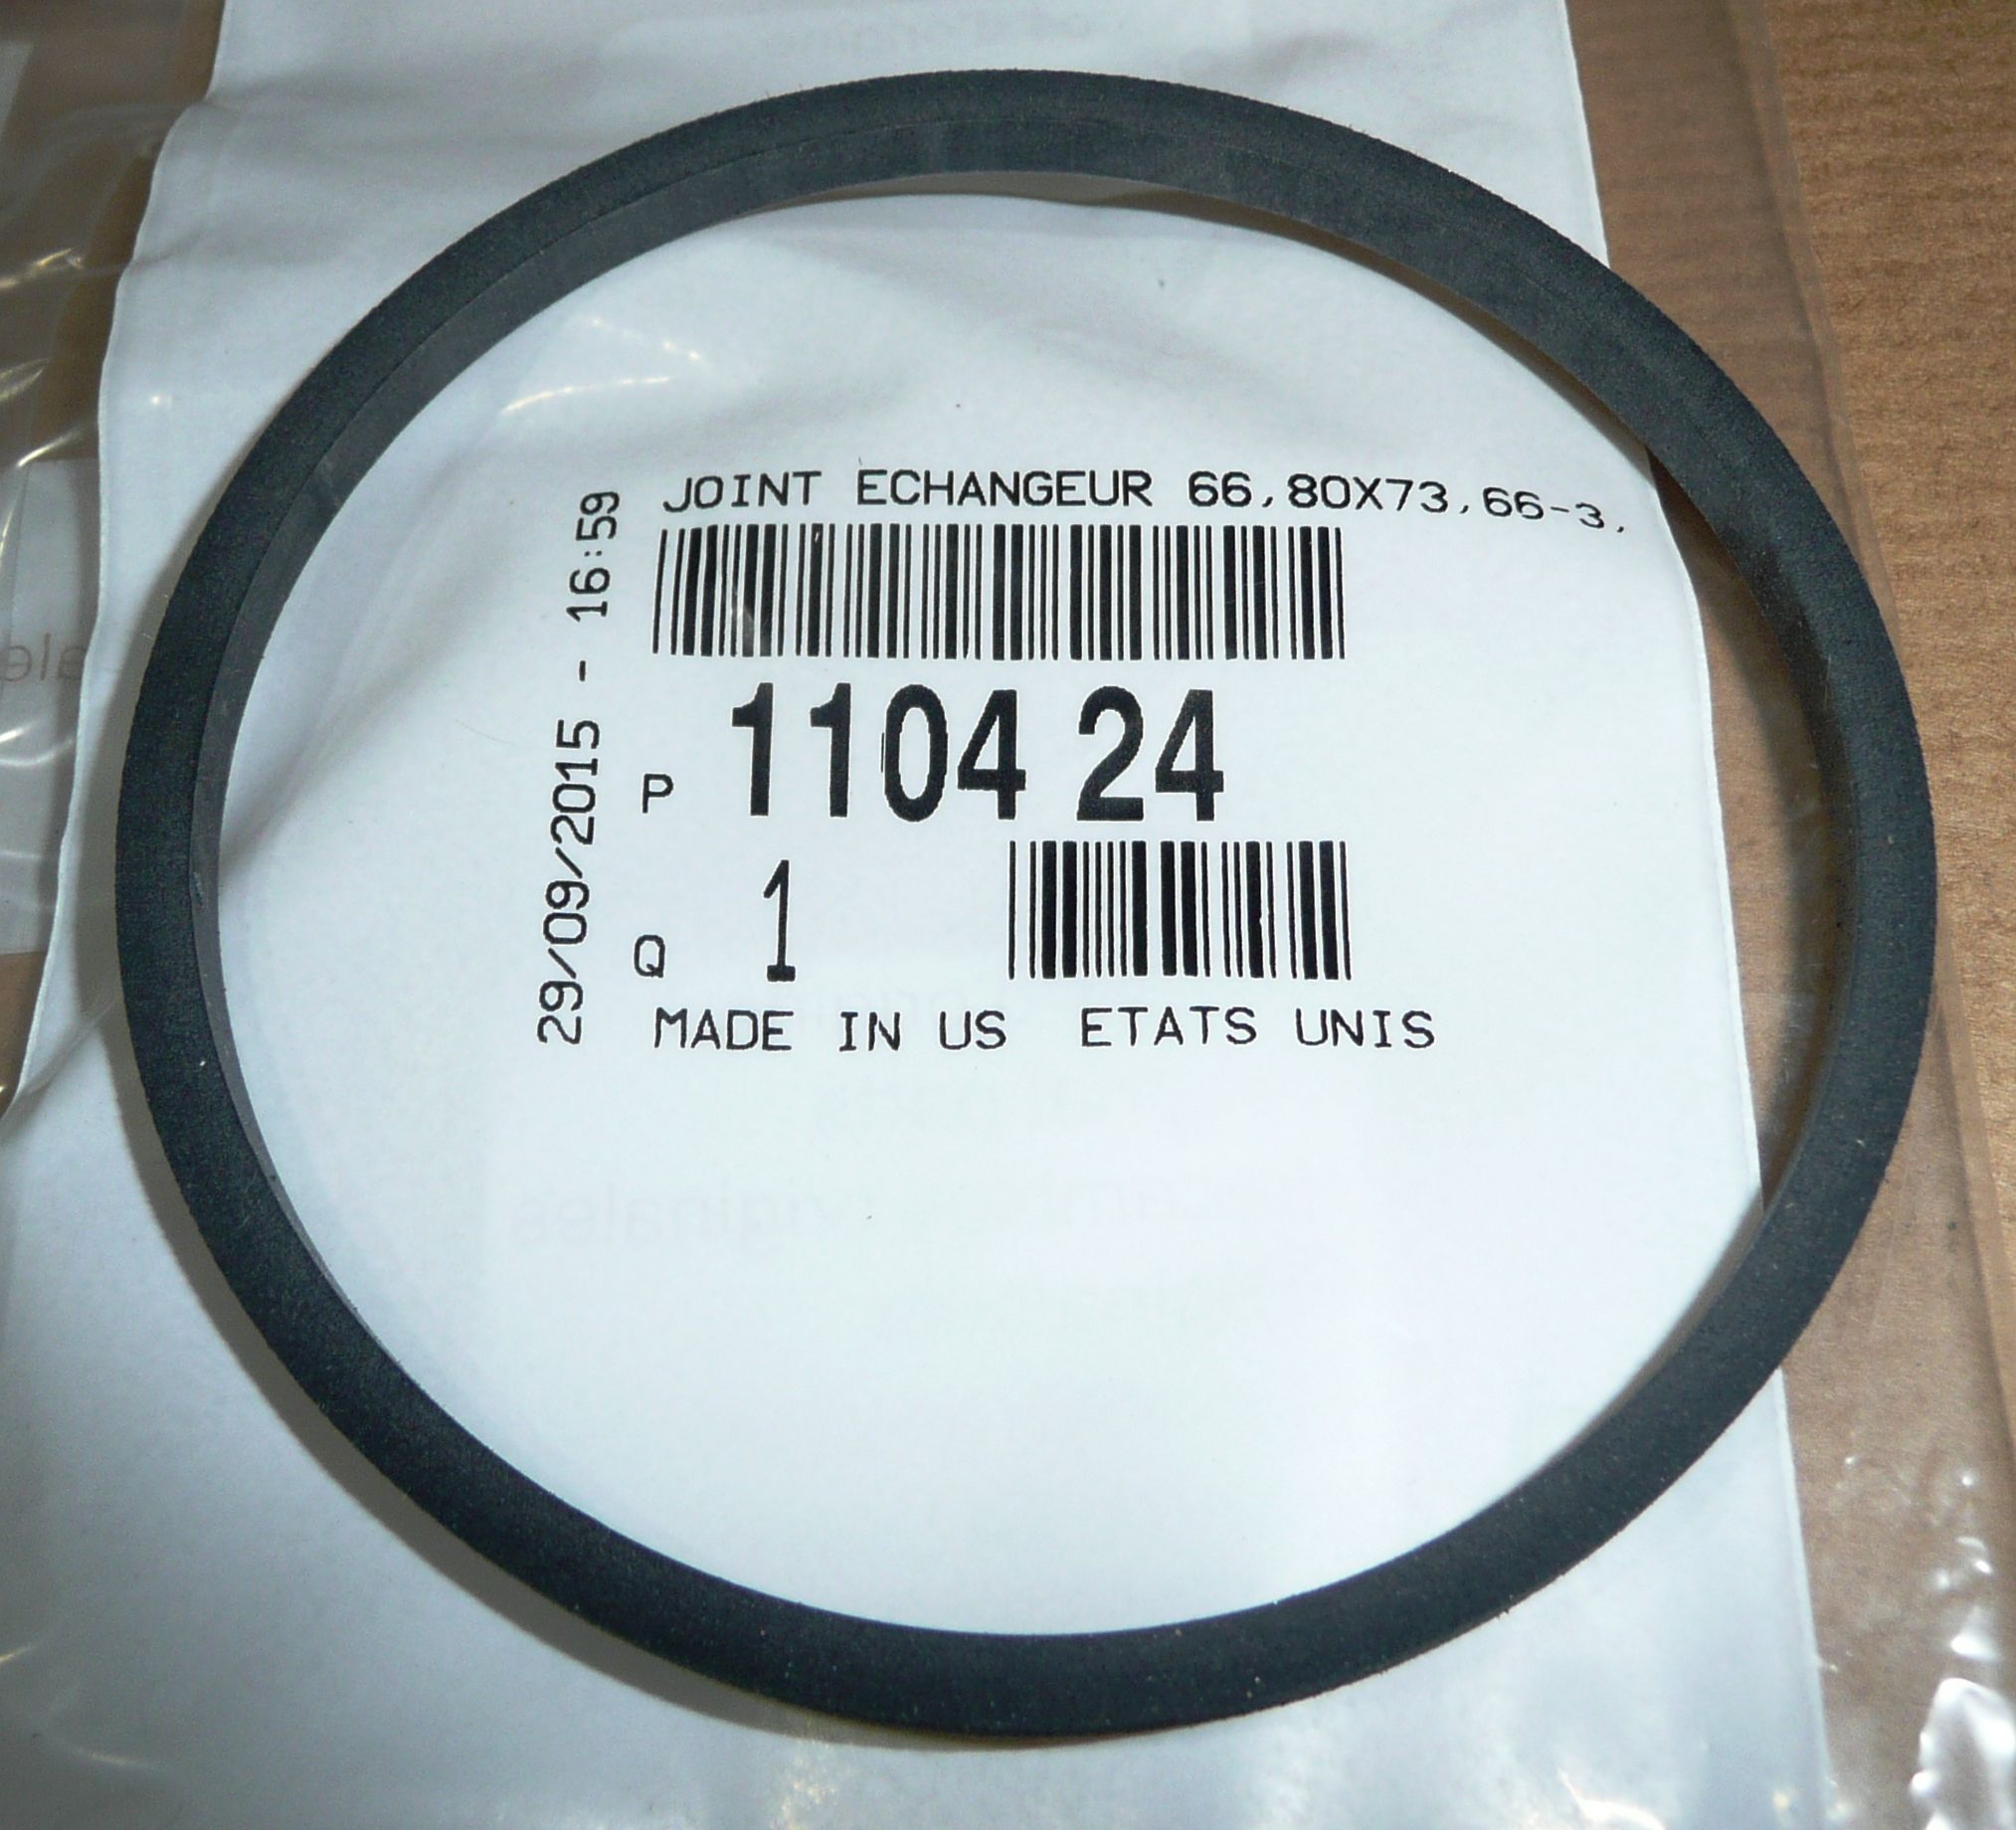 JOINT ECHANGEUR 66,80X73,66-3,
29/09/2015 - 16:59
P 1104 24
Q 1
MADE IN US ETATS UNIS